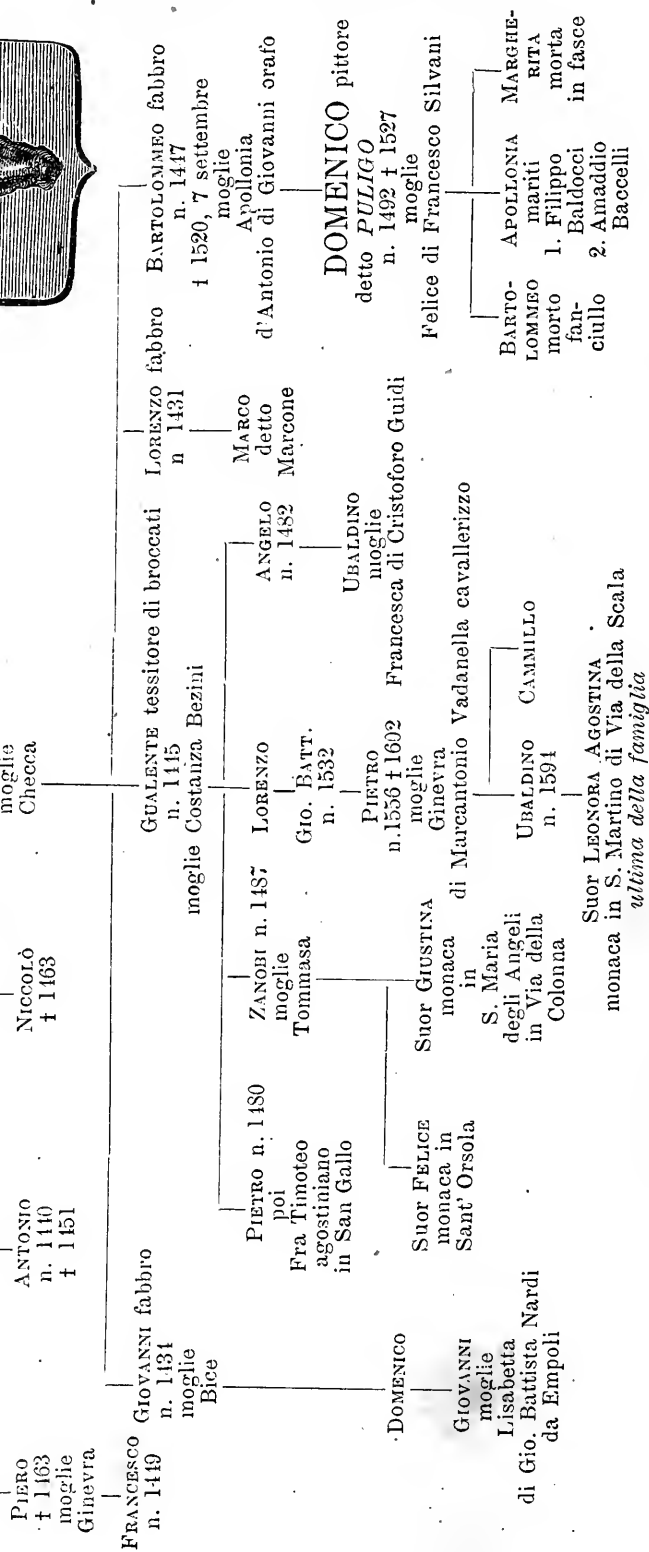 moglie
Checca
PIERO
† 1463
moglie
Ginevra
ANTONIO
n. 1440
† 1451
NICCOLÒ
† 1463
FRANCESCO
n. 1449
GIOVANNI fabbro
n. 1434
moglie
Bice
GUALENTE tessitore di broccati
n. 1445
moglie Costanza Bezini
LORENZO fabbro
n 1431
BARTOLOMMEO fabbro
n. 1447
† 1520, 7 settembre
moglie
Apollonia
d'Antonio di Giovanni orafo
PIETRO n. 1480
poi
Fra Timoteo
agostiniano
in San Gallo
ZANOBI n. 1487
moglie
Tommasa
LORENZO
ANGELO
n. 1482
MARCO
detto
Marcone
DOMENICO pittore
detto PULIGO
n. 1492 † 1527
moglie
Felice di Francesco Silvani
GIO. BATT.
n. 1532
UBALDINO
moglie
Francesca di Cristoforo Guidi
DOMENICO
Suor FELICE
monaca in
Sant' Orsola
Suor GIUSTINA
monaca
in
S. Maria
degli Angeli
in Via della
Colonna
PIETRO
n. 1556 † 1602
moglie
Ginevra
di Marcantonio Vadanella cavallerizzo
BARTO-
LOMMEO
morto
fan-
ciullo
APOLLONIA
mariti
1. Filippo
Baldocci
2. Amaddio
Baccelli
MARGHE-
RITA
morta
in fasce
GIOVANNI
moglie
Lisabetta
di Gio. Battista Nardi
da Empoli
UBALDINO
n. 1594
CAMMILLO
Suor LEONORA AGOSTINA
monaca in S. Martino di Via della Scala
ultima della famiglia